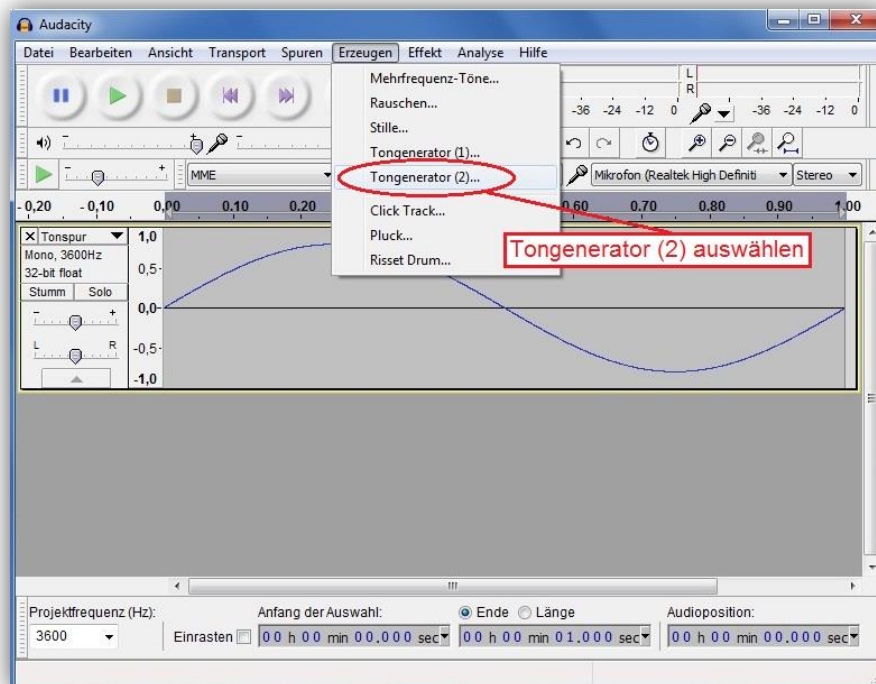 Audacity
Datei Bearbeiten Ansicht Transport Spuren Erzeugen Effekt Analyse Hilfe
Mehrfrequenz-Töne...
Rauschen...
Stille...
Tongenerator (1)...
Tongenerator (2)...
Click Track...
Pluck...
Risset Drum...
L
R
-36 -24 -12 0 -36 -24 -12 0
MME
Mikrofon (Realtek High Definiti Stereo
-0,20 -0,10 0,00 0,10 0,20 0,60 0,70 0,80 0,90 1,00
Tongenerator (2) auswählen
Tonspur
Mono, 3600Hz
32-bit float
Stumm Solo
- +
L R
1,0
0,5
0,0
-0,5
-1,0
Projektfrequenz (Hz): Anfang der Auswahl: Ende Länge Audioposition:
3600 Einrasten 00 h 00 min 00.000 sec 00 h 00 min 01.000 sec 00 h 00 min 00.000 sec